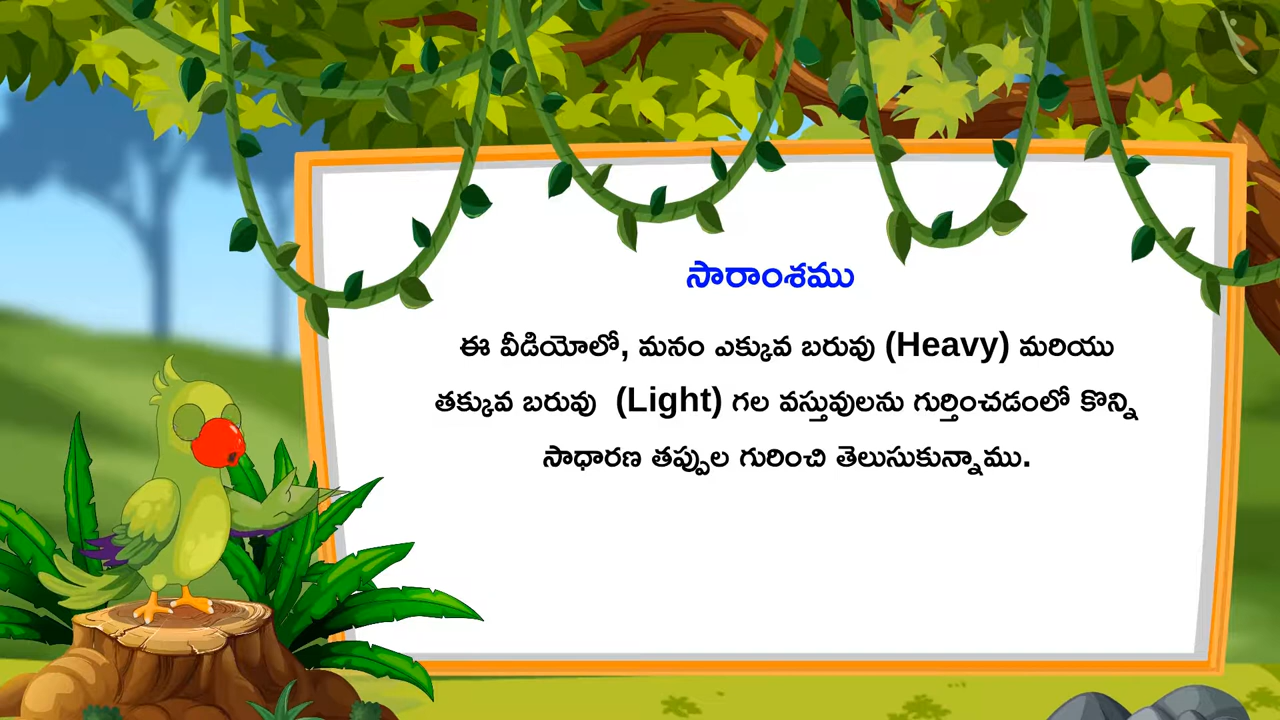 సారాంశము
ఈ వీడియోలో, మనం ఎక్కువ బరువు (Heavy) మరియు
తక్కువ బరువు (Light) గల వస్తువులను గుర్తించడంలో కొన్ని
సాధారణ తప్పుల గురించి తెలుసుకున్నాము.